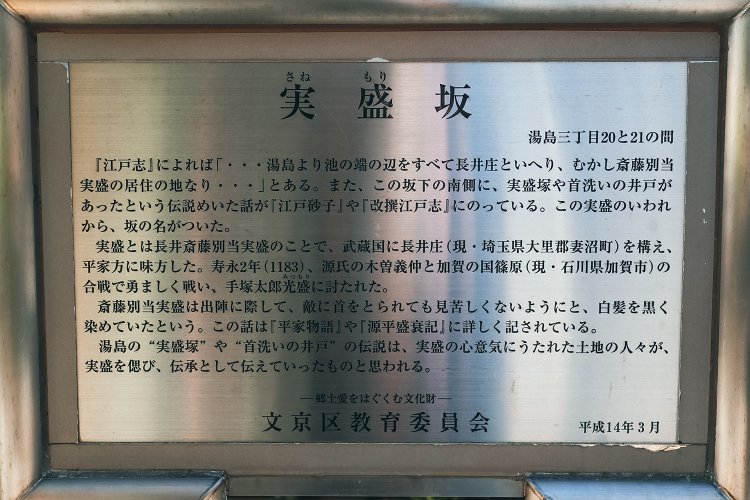 さね もり
実盛坂
湯島三丁目20と21の間
『江戸志』によれば「・・・湯島より池の端の辺をすべて長井庄といへり、むかし斎藤別当
実盛の居住の地なり・・・」とある。また、この坂下の南側に、実盛塚や首洗いの井戸が
あったという伝説めいた話が『江戸砂子』や『改撰江戸志』にのっている。この実盛のいわれ
から、坂の名がついた。
実盛とは長井斎藤別当実盛のことで、武蔵国に長井庄(現・埼玉県大里郡妻沼町)を構え、
平家方に味方した。寿永2年(1183)、源氏の木曽義仲と加賀の国篠原(現・石川県加賀市)の
みつもり
合戦で勇ましく戦い、手塚太郎光盛に討たれた。
斎藤別当実盛は出陣に際して、敵に首をとられても見苦しくないようにと、白髪を黒く
染めていたという。この話は『平家物語』や『源平盛衰記』に詳しく記されている。
湯島の“実盛塚”や“首洗いの井戸”の伝説は、実盛の心意気にうたれた土地の人々が、
実盛を偲び、伝承として伝えていったものと思われる。
―郷土愛をはぐくむ文化財―
文京区教育委員会
平成14年3月